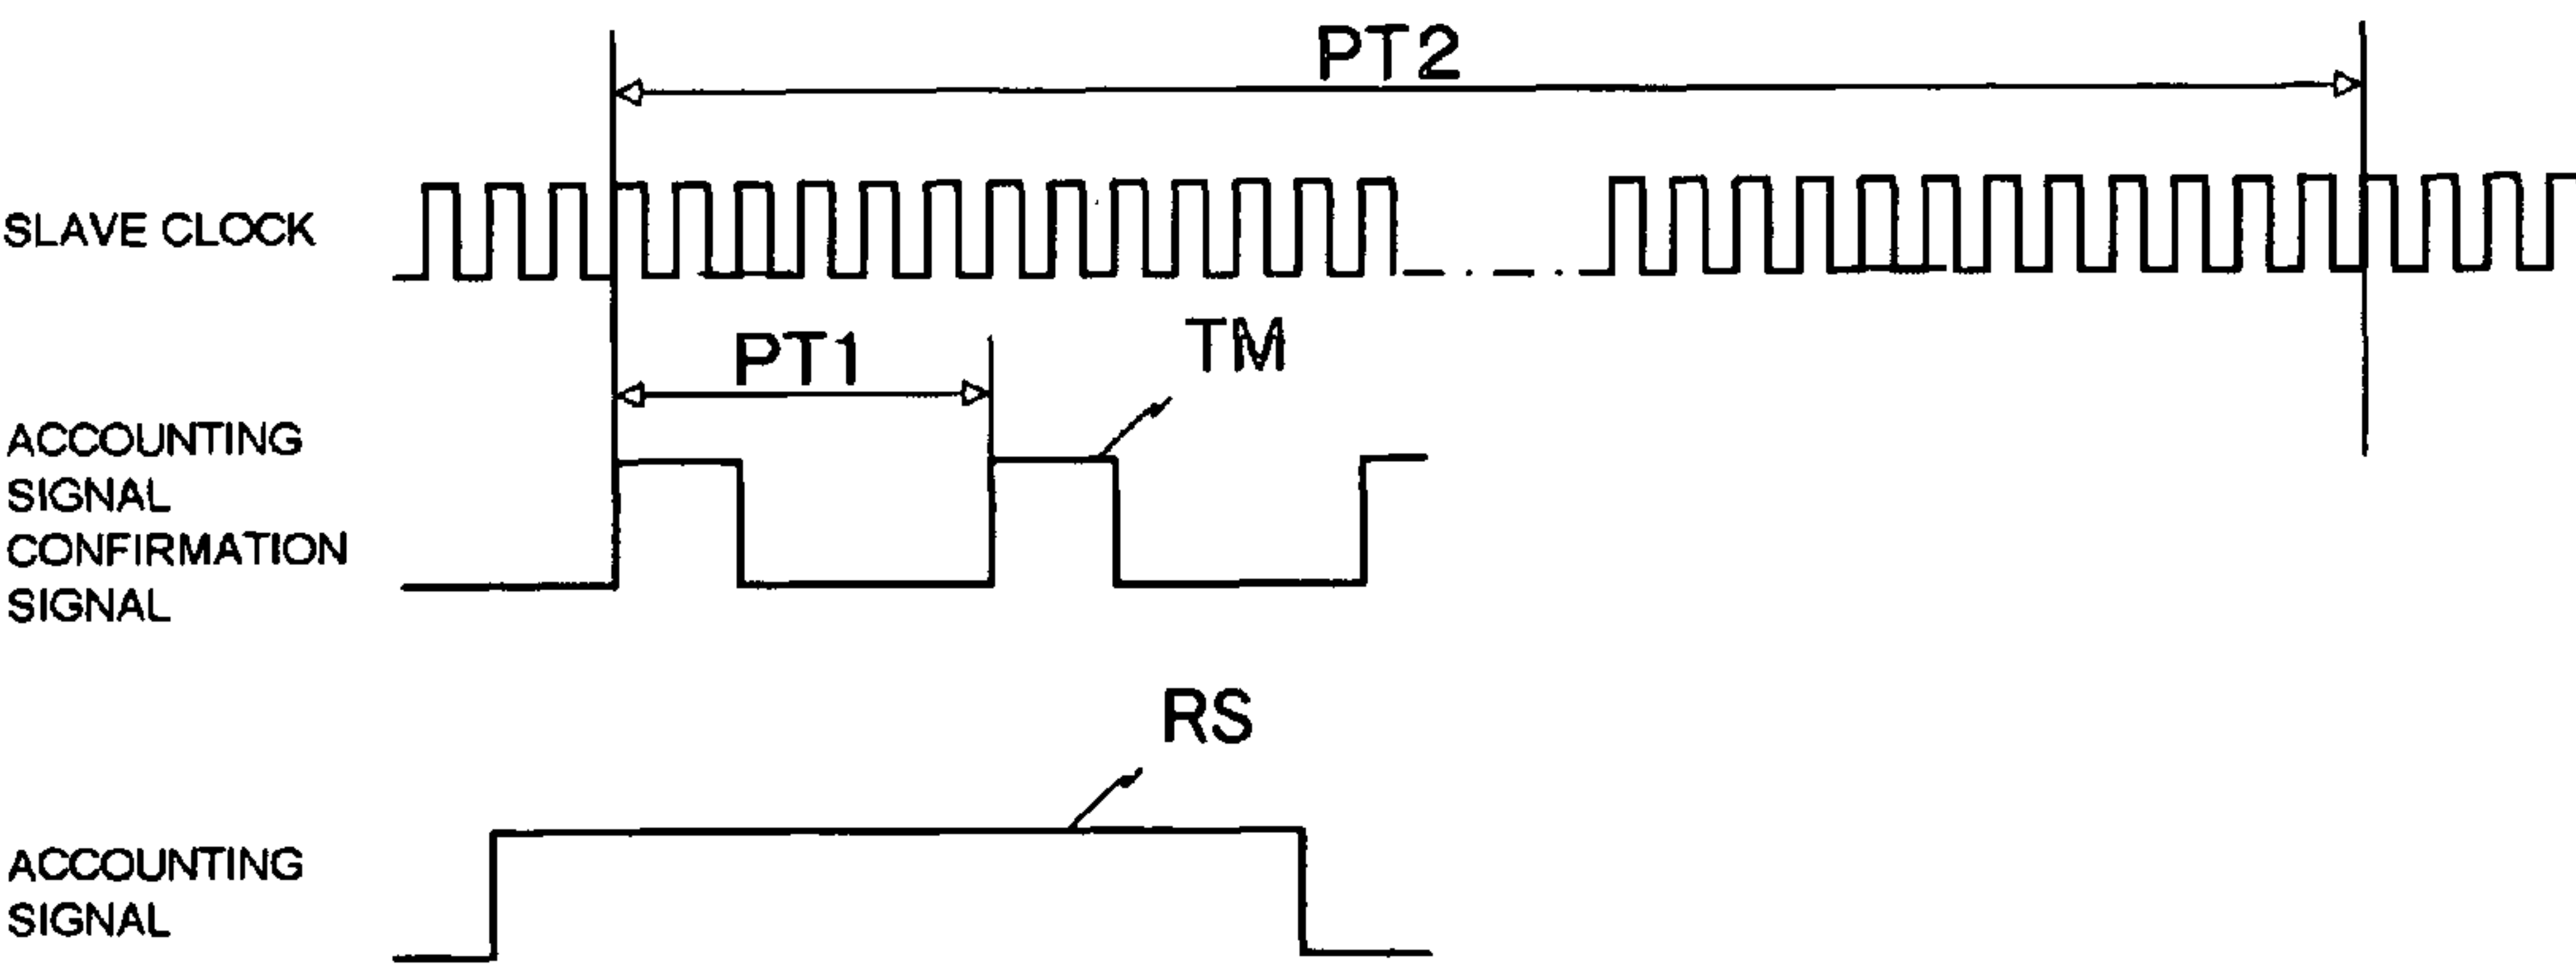 PT2
SLAVE CLOCK
PT1
TM
ACCOUNTING
SIGNAL
CONFIRMATION
SIGNAL
RS
ACCOUNTING
SIGNAL